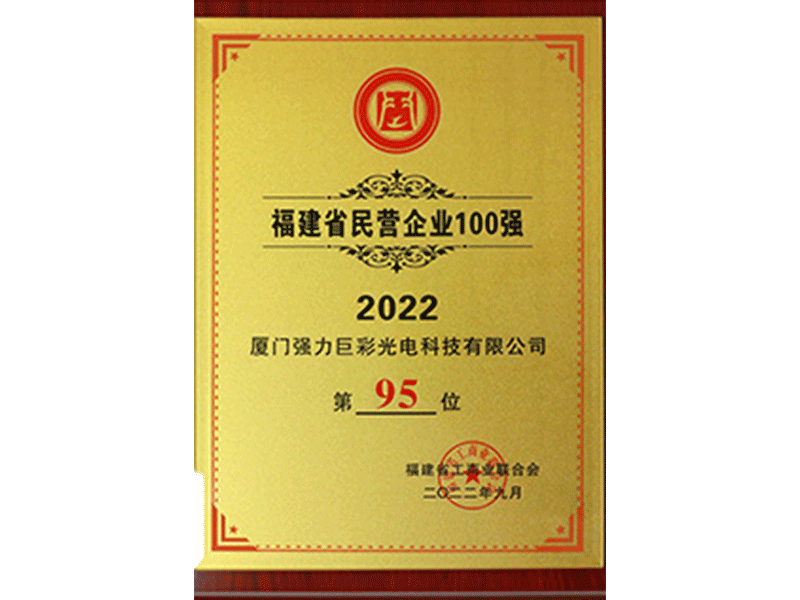 福建省民营企业100强
2022
厦门强力巨彩光电科技有限公司
第 95 位
福建省工商业联合会
二〇二二年九月